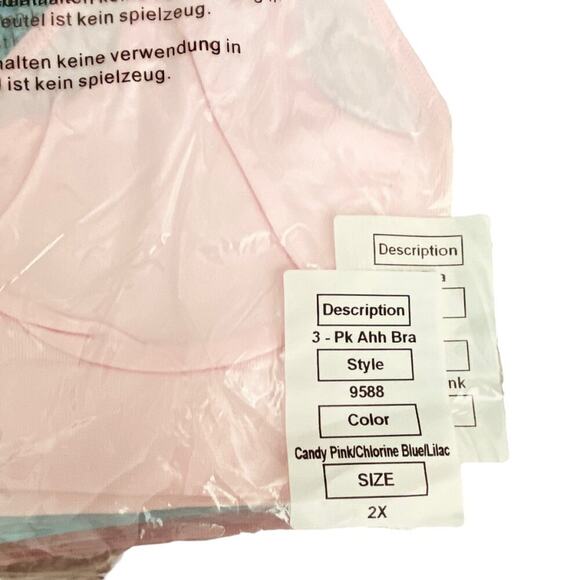 eutel ist kein spielzeug.
alten keine verwendung in
ist kein spielzeug.
Description
nk
Description
3 - Pk Ahh Bra
Style
9588
Color
Candy Pink/Chlorine Blue/Lilac
SIZE
2X